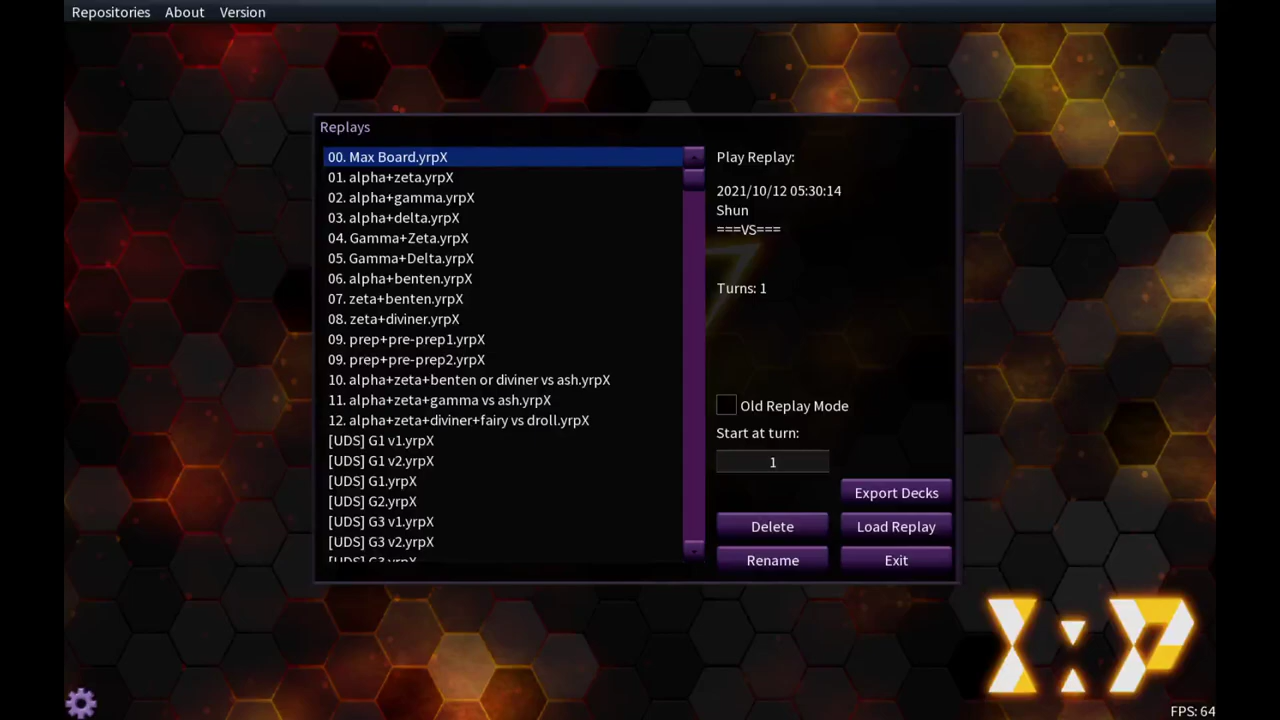 Repositories About Version
Replays
00. Max Board.yrpX
01. alpha+zeta.yrpX
02. alpha+gamma.yrpX
03. alpha+delta.yrpX
04. Gamma+Zeta.yrpX
05. Gamma+Delta.yrpX
06. alpha+benten.yrpX
07. zeta+benten.yrpX
08. zeta+diviner.yrpX
09. prep+pre-prep1.yrpX
09. prep+pre-prep2.yrpX
10. alpha+zeta+benten or diviner vs ash.yrpX
11. alpha+zeta+gamma vs ash.yrpX
12. alpha+zeta+diviner+fairy vs droll.yrpX
[UDS] G1 v1.yrpX
[UDS] G1 v2.yrpX
[UDS] G1.yrpX
[UDS] G2.yrpX
[UDS] G3 v1.yrpX
[UDS] G3 v2.yrpX
[UDS] G3.yrpX
Play Replay:
2021/10/12 05:30:14
Shun
===VS===
Turns: 1
Old Replay Mode
Start at turn:
1
Export Decks
Delete
Load Replay
Rename
Exit
X:P
FPS: 64